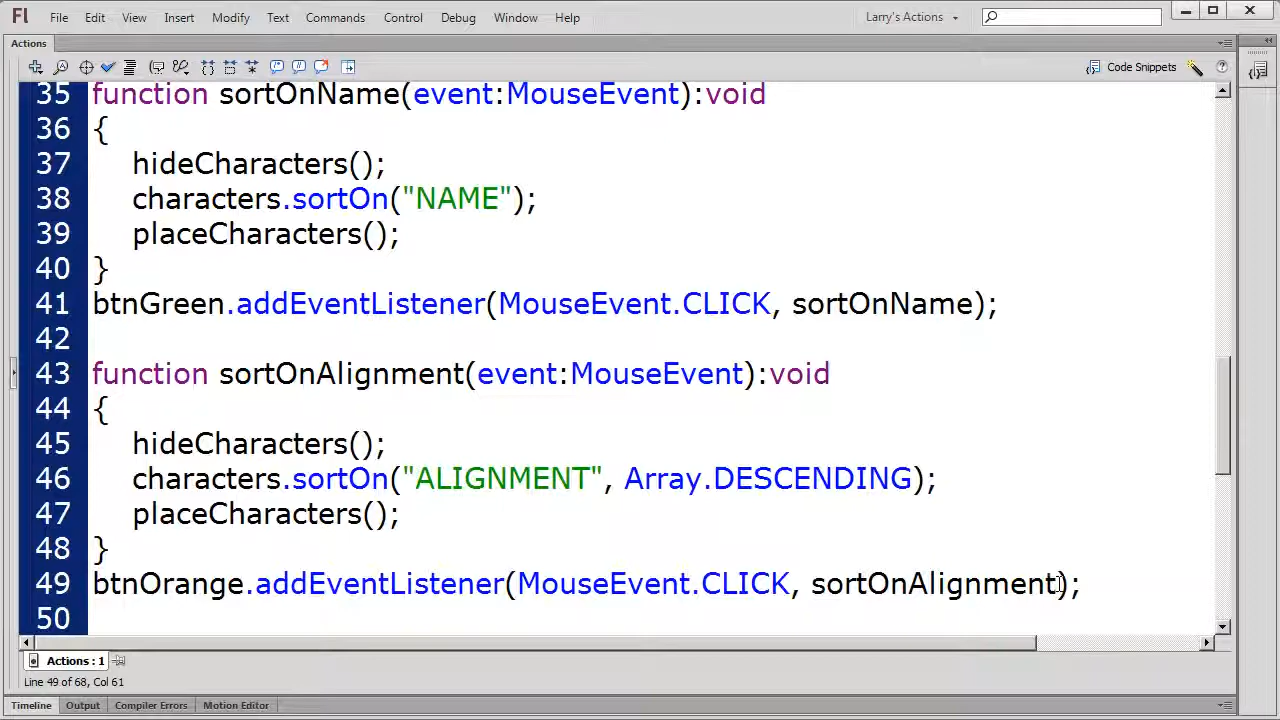 Fl File Edit View Insert Modify Text Commands Control Debug Window Help Larry's Actions
Actions
Code Snippets
35 function sortOnName(event:MouseEvent):void
36 {
37 hideCharacters();
38 characters.sortOn("NAME");
39 placeCharacters();
40 }
41 btnGreen.addEventListener(MouseEvent.CLICK, sortOnName);
42
43 function sortOnAlignment(event:MouseEvent):void
44 {
45 hideCharacters();
46 characters.sortOn("ALIGNMENT", Array.DESCENDING);
47 placeCharacters();
48 }
49 btnOrange.addEventListener(MouseEvent.CLICK, sortOnAlignment);
50
Actions : 1
Line 49 of 68, Col 61
Timeline Output Compiler Errors Motion Editor